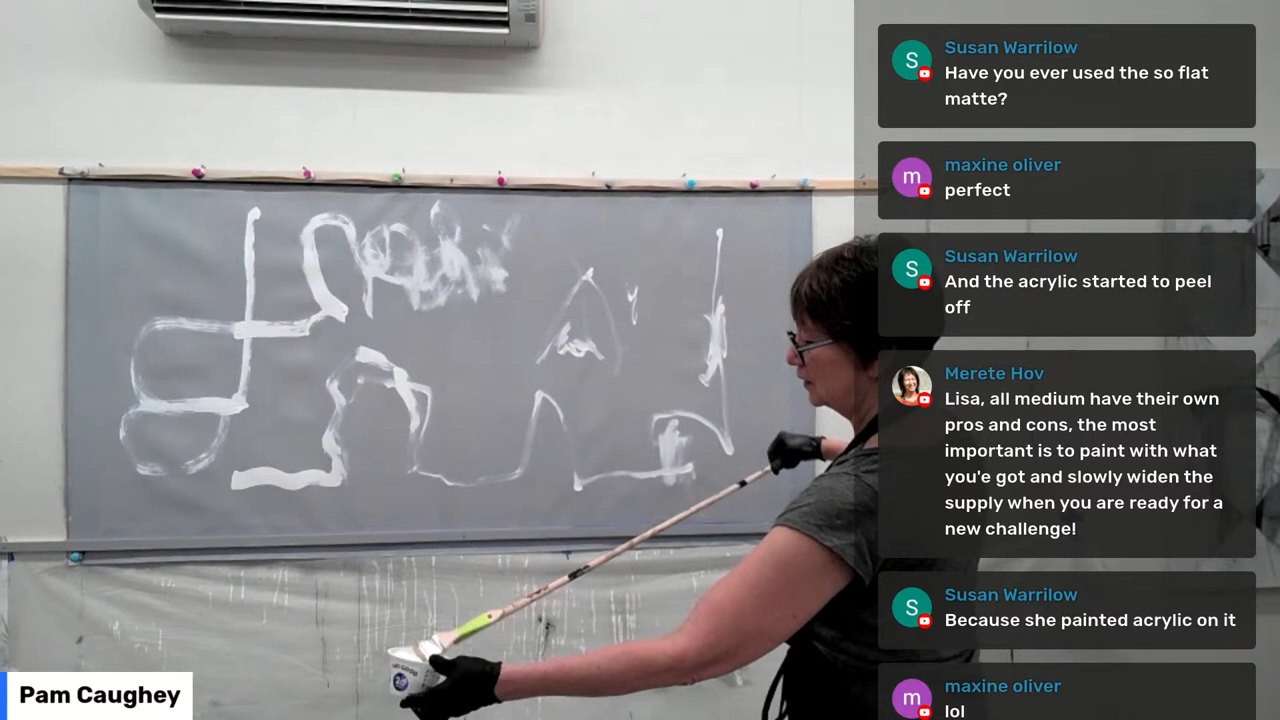 Susan Warrilow
Have you ever used the so flat
matte?
maxine oliver
perfect
Susan Warrilow
And the acrylic started to peel
off
Merete Hov
Lisa, all medium have their own
pros and cons, the most
important is to paint with what
you'e got and slowly widen the
supply when you are ready for a
new challenge!
Susan Warrilow
Because she painted acrylic on it
maxine oliver
lol
Pam Caughey